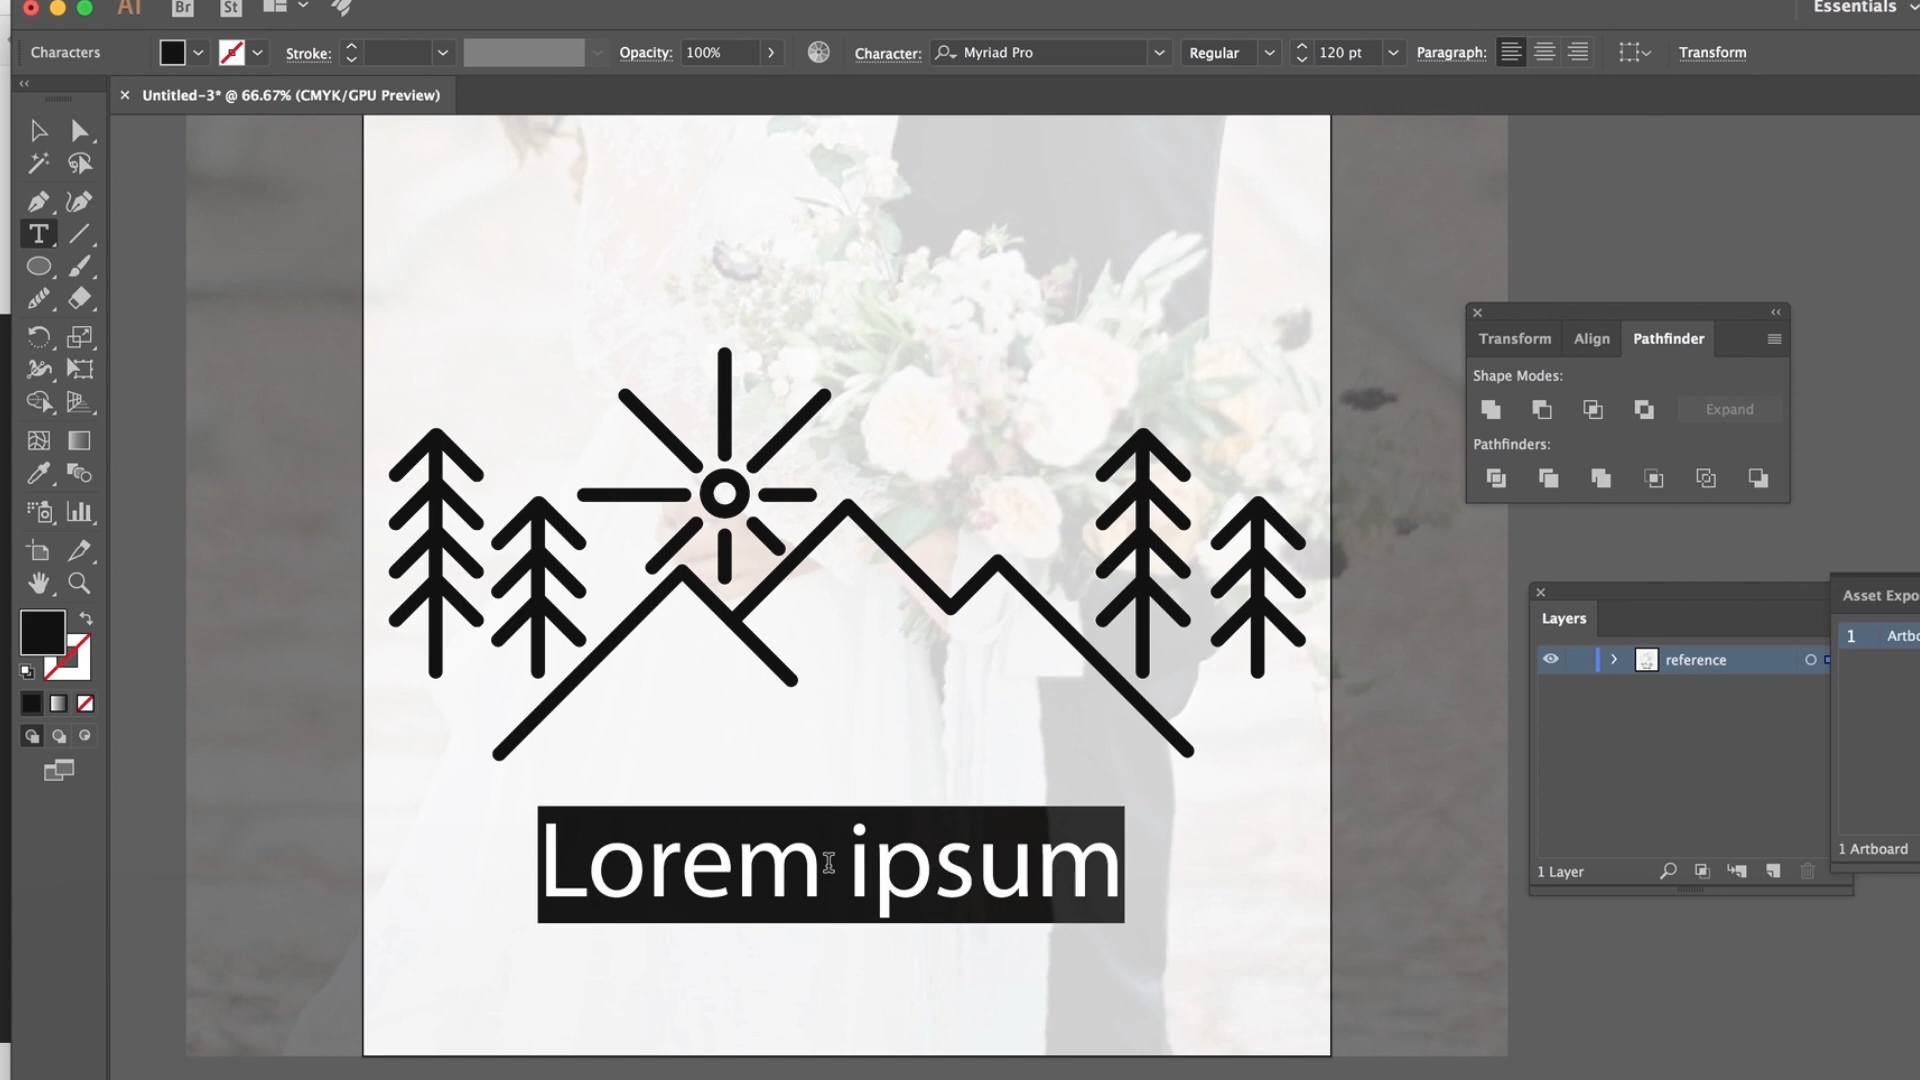 Ai Br St Essentials
Characters Stroke: Opacity: 100% Character: Myriad Pro Regular 120 pt Paragraph: Transform
Untitled-3* @ 66.67% (CMYK/GPU Preview)
T
Transform Align Pathfinder
Shape Modes:
Expand
Pathfinders:
Asset Expo
Layers
1 Artbo
reference
1 Artboard
1 Layer
Lorem ipsum